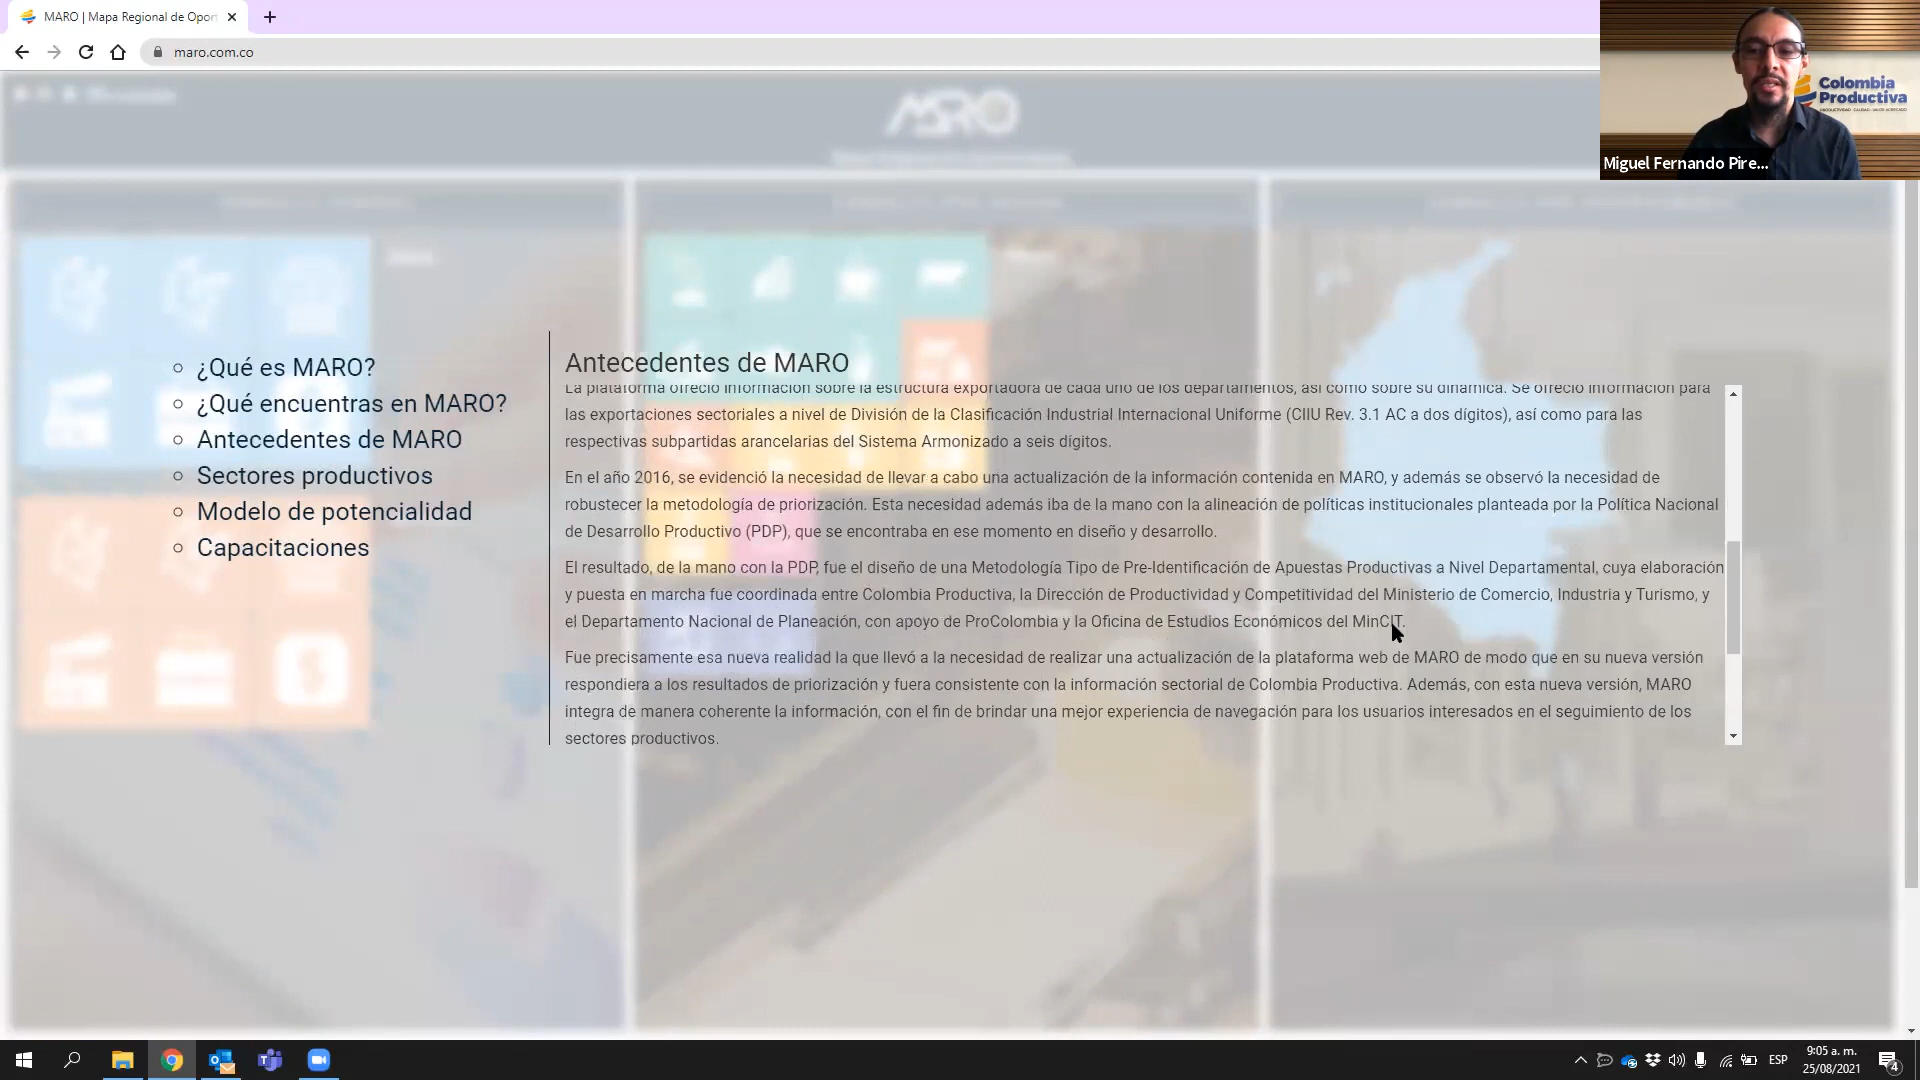 MARO | Mapa Regional de Opor
maro.com.co
Colombia
Productiva
Miguel Fernando Pire...
¿Qué es MARO?
¿Qué encuentras en MARO?
Antecedentes de MARO
Sectores productivos
Modelo de potencialidad
Capacitaciones
Antecedentes de MARO
La plataforma ofreció información sobre la estructura exportadora de cada uno de los departamentos, así como sobre su dinámica. Se ofreció información para
las exportaciones sectoriales a nivel de División de la Clasificación Industrial Internacional Uniforme (CIIU Rev. 3.1 AC a dos dígitos), así como para las
respectivas subpartidas arancelarias del Sistema Armonizado a seis dígitos.
En el año 2016, se evidenció la necesidad de llevar a cabo una actualización de la información contenida en MARO, y además se observó la necesidad de
robustecer la metodología de priorización. Esta necesidad además iba de la mano con la alineación de políticas institucionales planteada por la Política Nacional
de Desarrollo Productivo (PDP), que se encontraba en ese momento en diseño y desarrollo.
El resultado, de la mano con la PDP, fue el diseño de una Metodología Tipo de Pre-Identificación de Apuestas Productivas a Nivel Departamental, cuya elaboración
y puesta en marcha fue coordinada entre Colombia Productiva, la Dirección de Productividad y Competitividad del Ministerio de Comercio, Industria y Turismo, y
el Departamento Nacional de Planeación, con apoyo de ProColombia y la Oficina de Estudios Económicos del MinCIT.
Fue precisamente esa nueva realidad la que llevó a la necesidad de realizar una actualización de la plataforma web de MARO de modo que en su nueva versión
respondiera a los resultados de priorización y fuera consistente con la información sectorial de Colombia Productiva. Además, con esta nueva versión, MARO
integra de manera coherente la información, con el fin de brindar una mejor experiencia de navegación para los usuarios interesados en el seguimiento de los
sectores productivos.
ESP
9:05 a. m.
25/08/2021
4